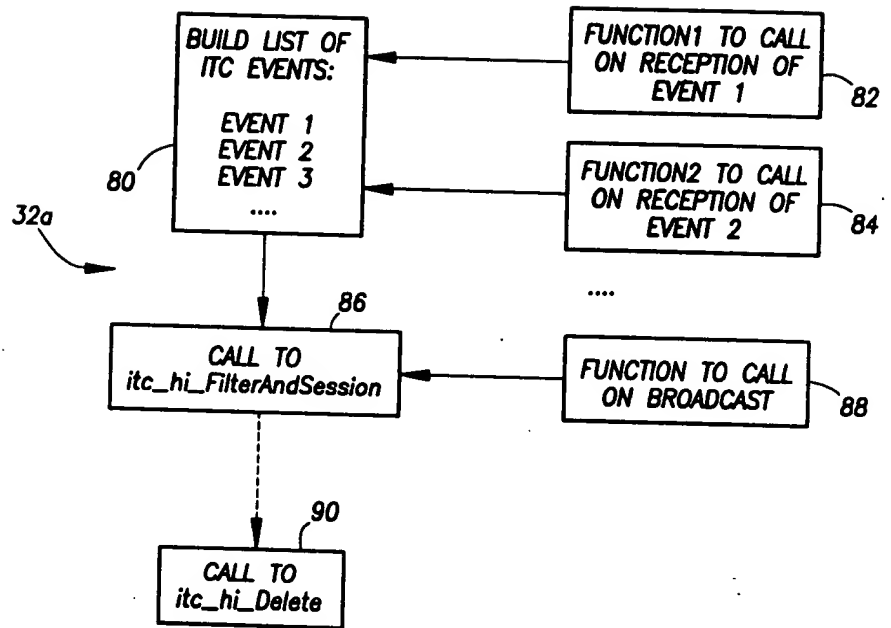 BUILD LIST OF
ITC EVENTS:
EVENT 1
EVENT 2
EVENT 3
....
80
FUNCTION1 TO CALL
ON RECEPTION OF
EVENT 1
82
FUNCTION2 TO CALL
ON RECEPTION OF
EVENT 2
84
32a
....
86
CALL TO
itc_hi_FilterAndSession
FUNCTION TO CALL
ON BROADCAST
88
90
CALL TO
itc_hi_Delete